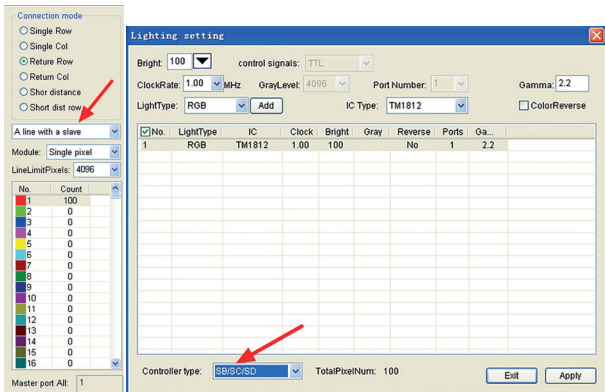 Connection mode
Single Row
Single Col
Reture Row
Return Col
Shor distance
Short dist row
A line with a slave
Module: Single pixel
LineLimitPixels: 4096
No. Count
1 100
2 0
3 0
4 0
5 0
6 0
7 0
8 0
9 0
10 0
11 0
12 0
13 0
14 0
15 0
16 0
Master port All: 1
Lighting setting
Bright: 100 control signals: TTL
ClockRate: 1.00 MHz GrayLevel: 4096 Port Number: 1 Gamma: 2.2
LightType: RGB Add IC Type: TM1812 ColorReverse
No. LightType IC Clock Bright Gray Reverse Ports Ga...
1 RGB TM1812 1.00 100 No 1 2.2
Controller type: SB/SC/SD TotalPixelNum: 100 Exit Apply